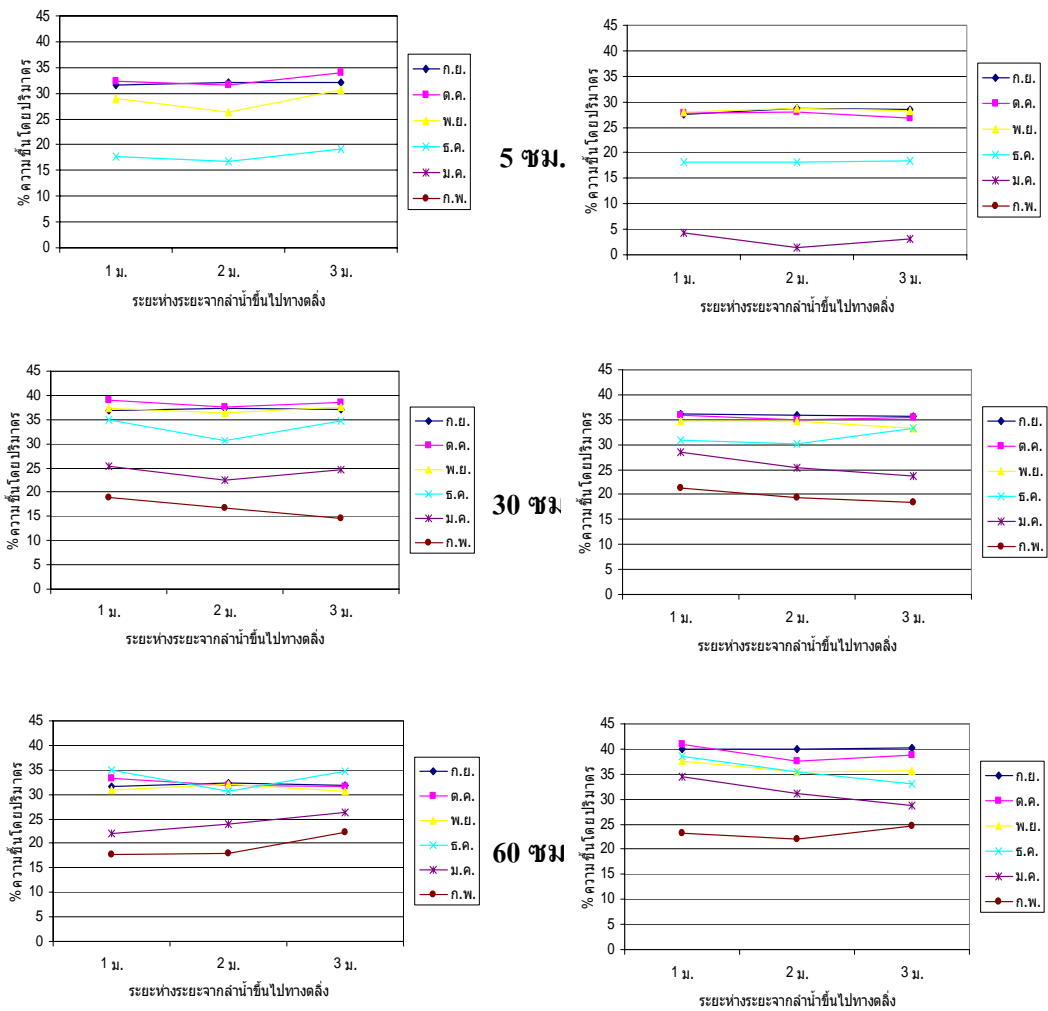 45
40
35
30
25
20
15
10
5
0
%ความชื้นโดยปริมาตร
1 ม. 2 ม. 3 ม.
ระยะห่างระยะจากลำน้ำขึ้นไปทางตลิ่ง
ก.ย.
ต.ค.
พ.ย.
ธ.ค.
ม.ค.
ก.พ.
5 ซม.
45
40
35
30
25
20
15
10
5
0
%ความชื้นโดยปริมาตร
1 ม. 2 ม. 3 ม.
ระยะห่างระยะจากลำน้ำขึ้นไปทางตลิ่ง
ก.ย.
ต.ค.
พ.ย.
ธ.ค.
ม.ค.
ก.พ.
45
40
35
30
25
20
15
10
5
0
%ความชื้นโดยปริมาตร
1 ม. 2 ม. 3 ม.
ระยะห่างระยะจากลำน้ำขึ้นไปทางตลิ่ง
ก.ย.
ต.ค.
พ.ย.
ธ.ค.
ม.ค.
ก.พ.
30 ซม
45
40
35
30
25
20
15
10
5
0
%ความชื้นโดยปริมาตร
1 ม. 2 ม. 3 ม.
ระยะห่างระยะจากลำน้ำขึ้นไปทางตลิ่ง
ก.ย.
ต.ค.
พ.ย.
ธ.ค.
ม.ค.
ก.พ.
45
40
35
30
25
20
15
10
5
0
%ความชื้นโดยปริมาตร
1 ม. 2 ม. 3 ม.
ระยะห่างระยะจากลำน้ำขึ้นไปทางตลิ่ง
ก.ย.
ต.ค.
พ.ย.
ธ.ค.
ม.ค.
ก.พ.
60 ซม
45
40
35
30
25
20
15
10
5
0
%ความชื้นโดยปริมาตร
1 ม. 2 ม. 3 ม.
ระยะห่างระยะจากลำน้ำขึ้นไปทางตลิ่ง
ก.ย.
ต.ค.
พ.ย.
ธ.ค.
ม.ค.
ก.พ.